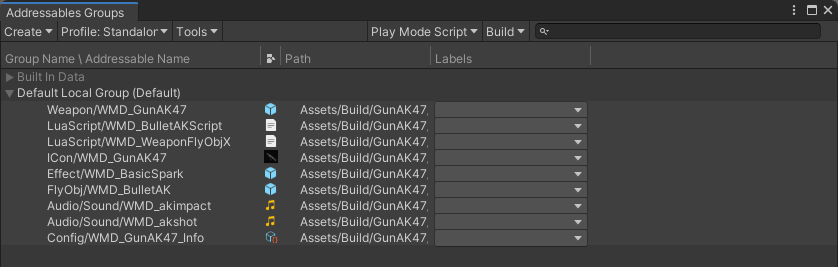 Addressables Groups
Create Profile: Standalor Tools Play Mode Script Build
Group Name \ Addressable Name Path Labels
Built In Data
Default Local Group (Default)
Weapon/WMD_GunAK47 Assets/Build/GunAK47,
LuaScript/WMD_BulletAKScript Assets/Build/GunAK47,
LuaScript/WMD_WeaponFlyObjX Assets/Build/GunAK47,
ICon/WMD_GunAK47 Assets/Build/GunAK47,
Effect/WMD_BasicSpark Assets/Build/GunAK47,
FlyObj/WMD_BulletAK Assets/Build/GunAK47,
Audio/Sound/WMD_akimpact Assets/Build/GunAK47,
Audio/Sound/WMD_akshot Assets/Build/GunAK47,
Config/WMD_GunAK47_Info Assets/Build/GunAK47,